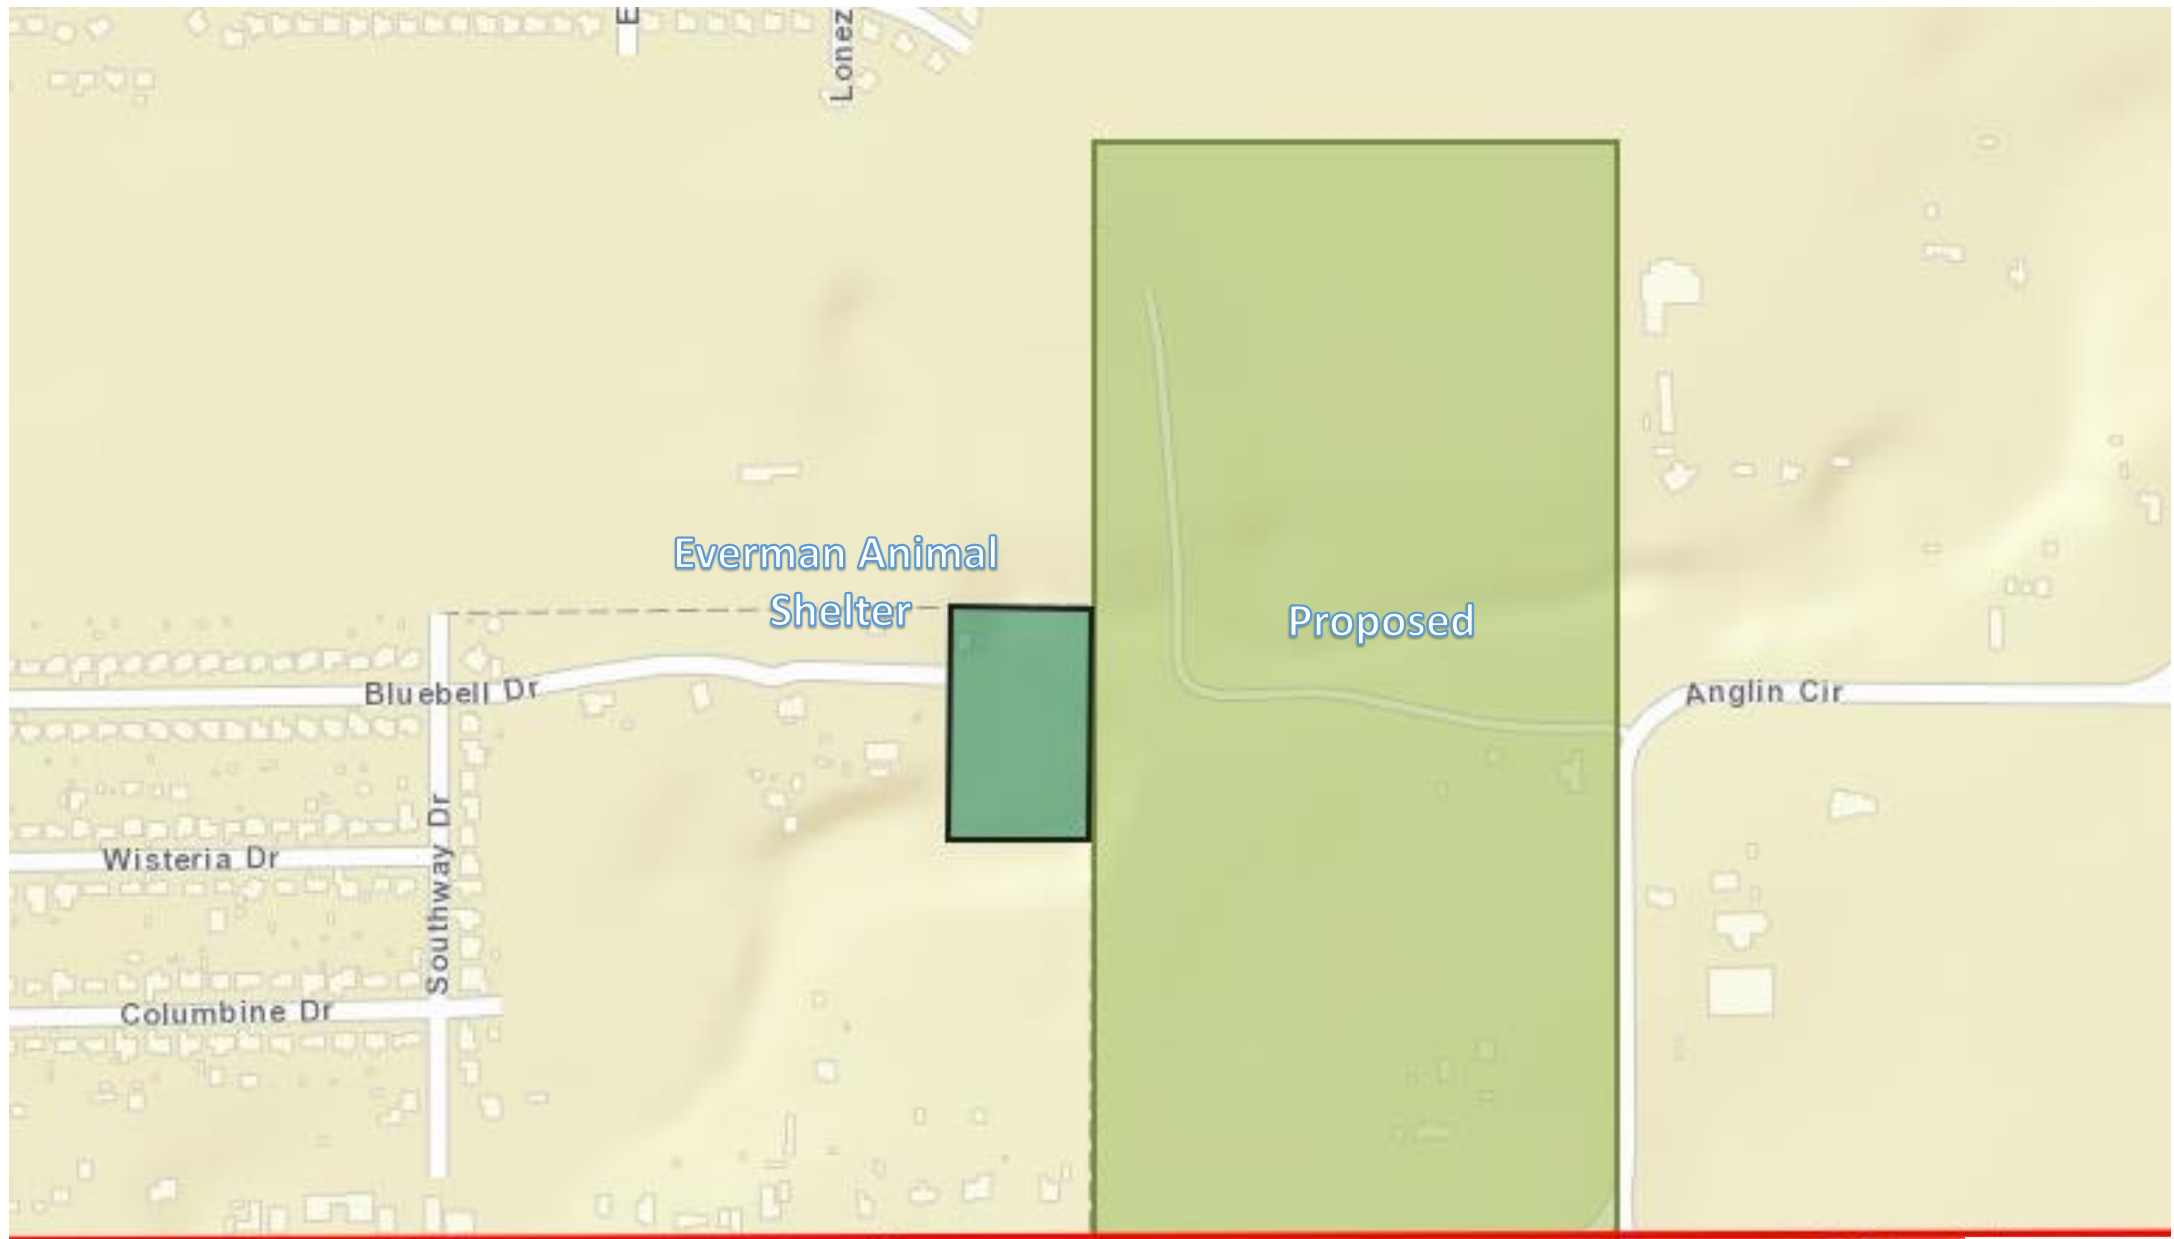 E
Lonez
Everman Animal
Shelter
Proposed
Bluebell Dr
Anglin Cir
Southway Dr
Wisteria Dr
Columbine Dr